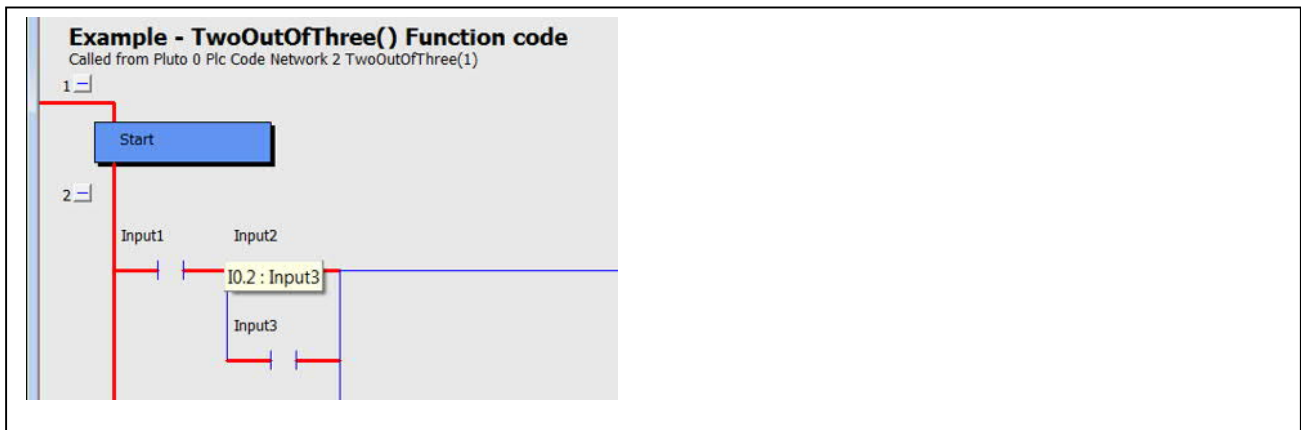 Example - TwoOutOfThree() Function code
Called from Pluto 0 Plc Code Network 2 TwoOutOfThree(1)
1
Start
2
Input1 Input2
I0.2 : Input3
Input3